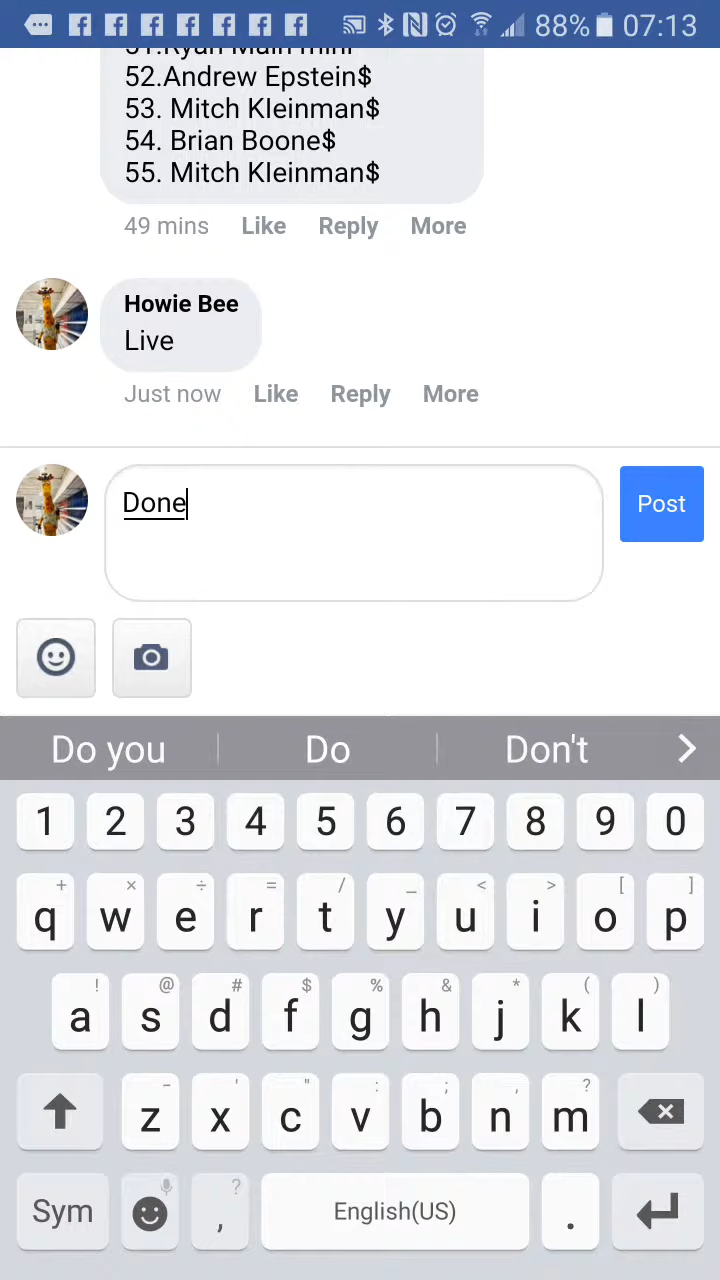 88% 07:13
52.Andrew Epstein$
53. Mitch Kleinman$
54. Brian Boone$
55. Mitch Kleinman$
49 mins Like Reply More
Howie Bee
Live
Just now Like Reply More
Done
Post
Do you Do Don't
1 2 3 4 5 6 7 8 9 0
+ × ÷ = / _ < > [ ]
q w e r t y u i o p
! @ # $ % & * ( )
a s d f g h j k l
- ' " : ; , ?
z x c v b n m
?
Sym , English(US) .